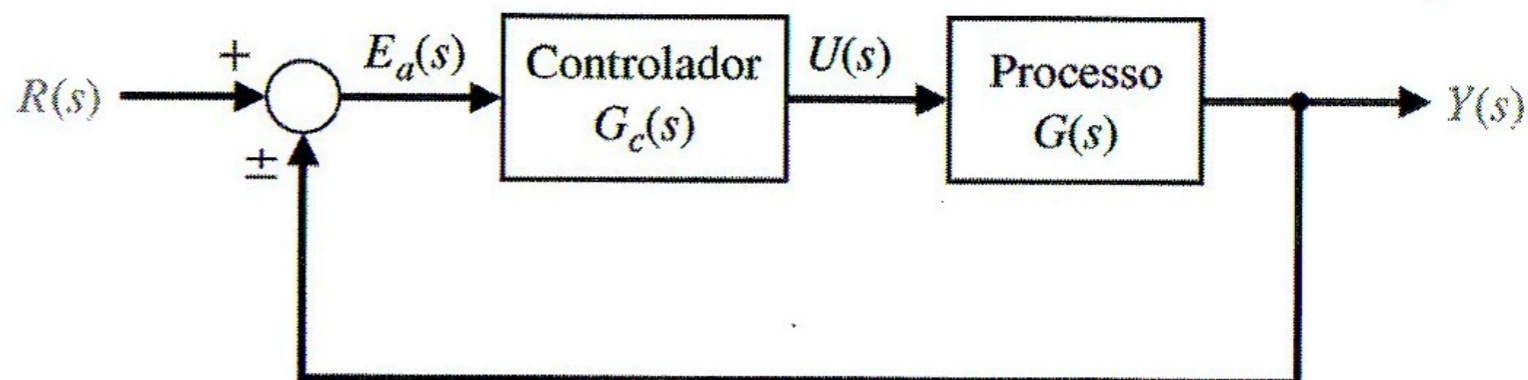 R(s)
+
±
E_a(s)
Controlador
G_c(s)
U(s)
Processo
G(s)
Y(s)